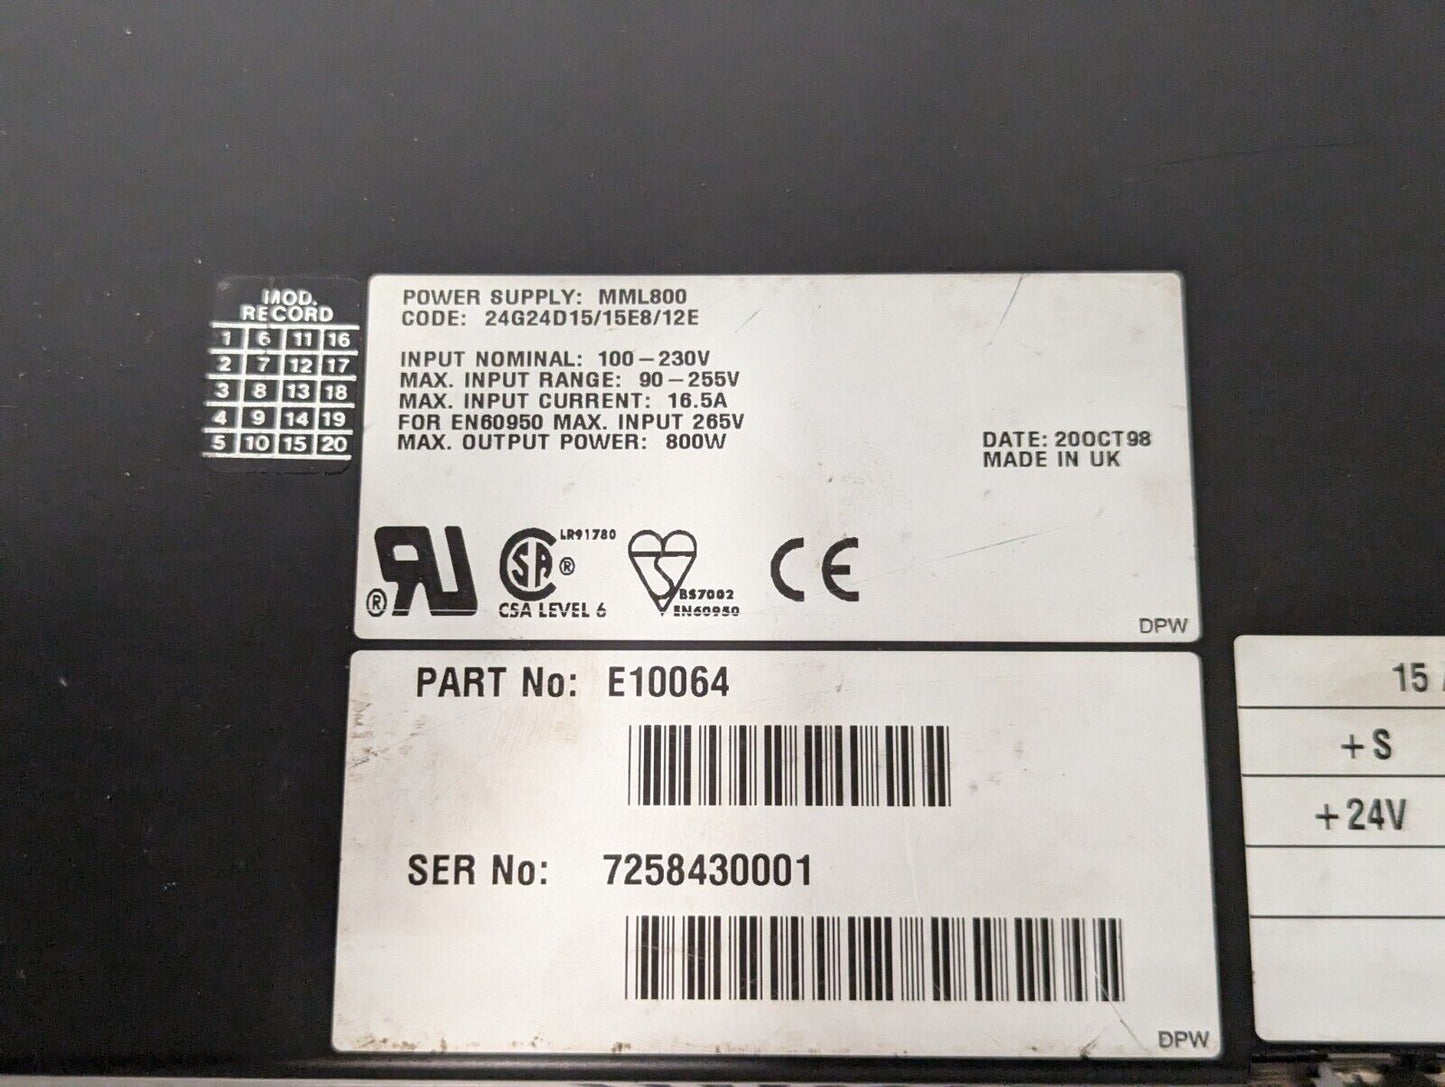 MOD.
RECORD
1 6 11 16
2 7 12 17
3 8 13 18
4 9 14 19
5 10 15 20
POWER SUPPLY: MML800
CODE: 24G24D15/15E8/12E
INPUT NOMINAL: 100-230V
MAX. INPUT RANGE: 90-255V
MAX. INPUT CURRENT: 16.5A
FOR EN60950 MAX. INPUT 265V
MAX. OUTPUT POWER: 800W
DATE: 20OCT98
MADE IN UK
LR91780
CSA LEVEL 6
BS7002
EN60950
CE
DPW
PART No: E10064
SER No: 7258430001
DPW
15
+S
+24V